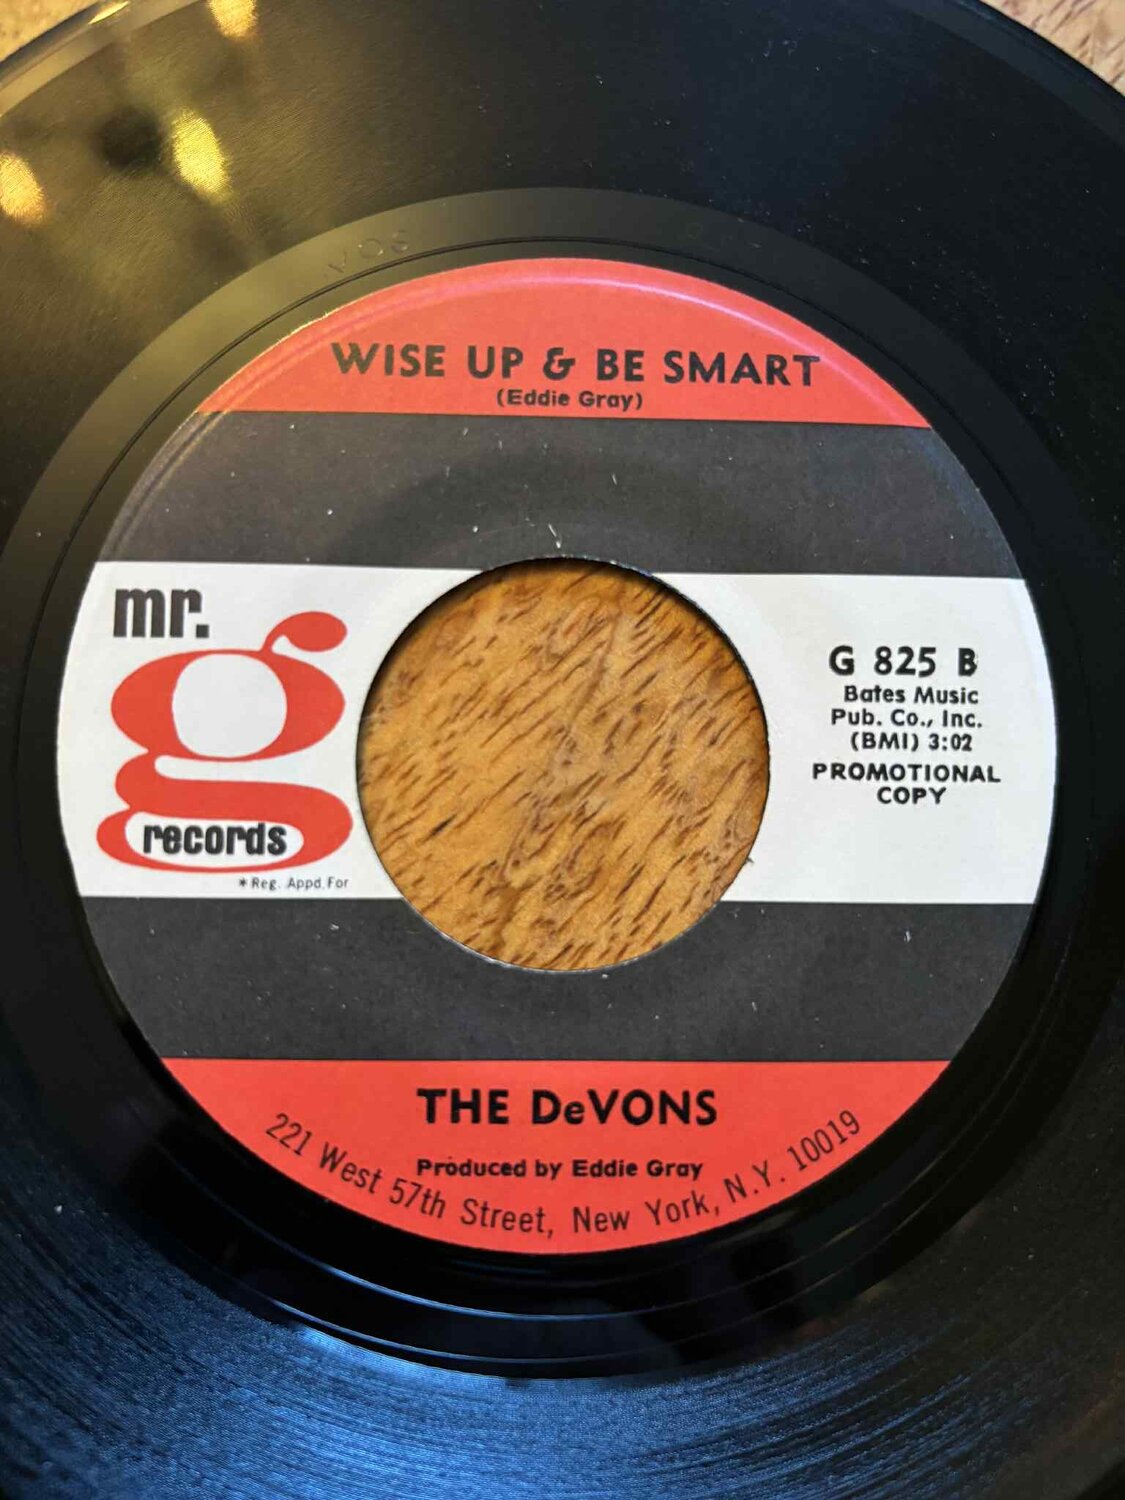 WISE UP & BE SMART
(Eddie Gray)
mr.
g
records
*Reg. Appd. For
G 825 B
Bates Music
Pub. Co., Inc.
(BMI) 3:02
PROMOTIONAL
COPY
THE DeVONS
Produced by Eddie Gray
221 West 57th Street, New York, N.Y. 10019